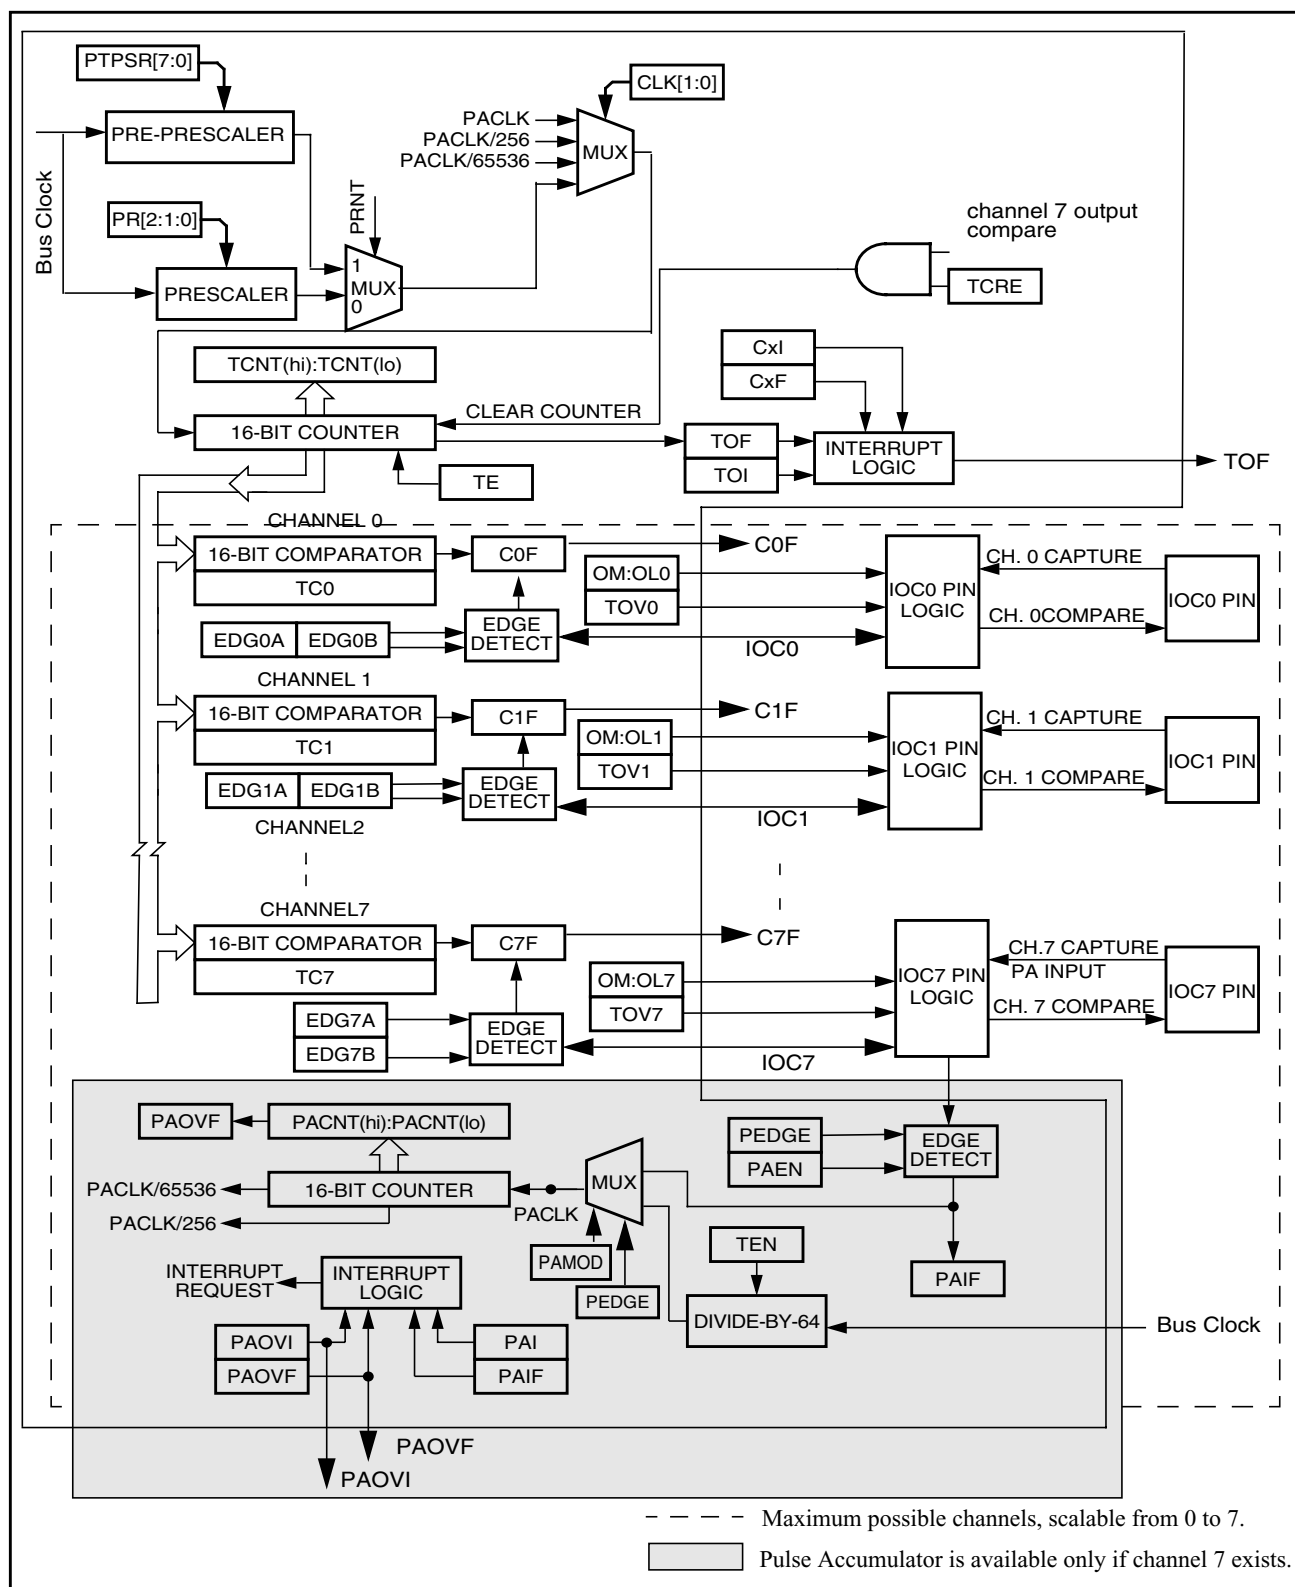 PTPSR[7:0]
CLK[1:0]
PRE-PRESCALER
PACLK
PACLK/256
PACLK/65536
MUX
Bus Clock
PR[2:1:0]
PRNT
channel 7 output
compare
PRESCALER
1
MUX
0
TCRE
TCNT(hi):TCNT(lo)
CxI
CxF
CLEAR COUNTER
16-BIT COUNTER
TOF
TOI
INTERRUPT
LOGIC
TOF
TE
CHANNEL 0
16-BIT COMPARATOR
TC0
C0F
C0F
OM:OL0
TOV0
IOC0 PIN
LOGIC
CH. 0 CAPTURE
CH. 0COMPARE
IOC0 PIN
EDG0A
EDG0B
EDGE
DETECT
IOC0
CHANNEL 1
16-BIT COMPARATOR
TC1
C1F
C1F
OM:OL1
TOV1
IOC1 PIN
LOGIC
CH. 1 CAPTURE
CH. 1 COMPARE
IOC1 PIN
EDG1A
EDG1B
EDGE
DETECT
IOC1
CHANNEL2
CHANNEL7
16-BIT COMPARATOR
TC7
C7F
C7F
OM:OL7
TOV7
IOC7 PIN
LOGIC
CH.7 CAPTURE
PA INPUT
CH. 7 COMPARE
IOC7 PIN
EDG7A
EDG7B
EDGE
DETECT
IOC7
PAOVF
PACNT(hi):PACNT(lo)
PEDGE
PAEN
EDGE
DETECT
PACLK/65536
16-BIT COUNTER
PACLK
MUX
PACLK/256
PAMOD
PEDGE
TEN
PAIF
INTERRUPT
REQUEST
INTERRUPT
LOGIC
DIVIDE-BY-64
Bus Clock
PAOVI
PAOVF
PAI
PAIF
PAOVF
PAOVI
Maximum possible channels, scalable from 0 to 7.
Pulse Accumulator is available only if channel 7 exists.